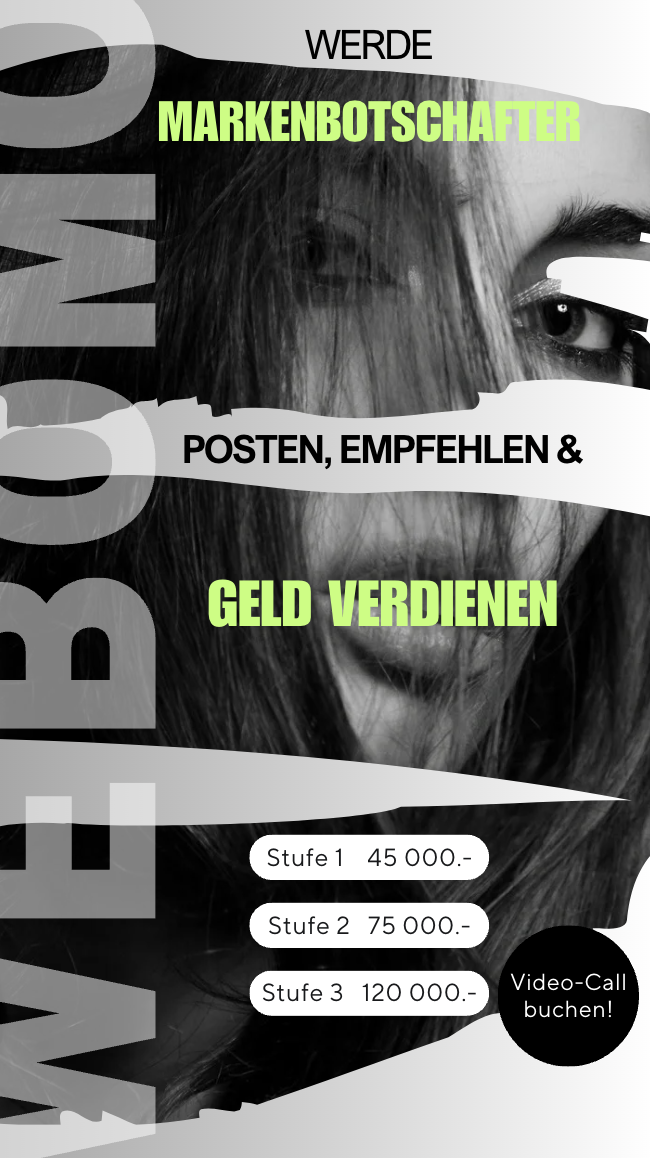 WEBOMO
WERDE
MARKENBOTSCHAFTER
POSTEN, EMPFEHLEN &
GELD VERDIENEN
Stufe 1 45 000.-
Stufe 2 75 000.-
Stufe 3 120 000.-
Video-Call
buchen!